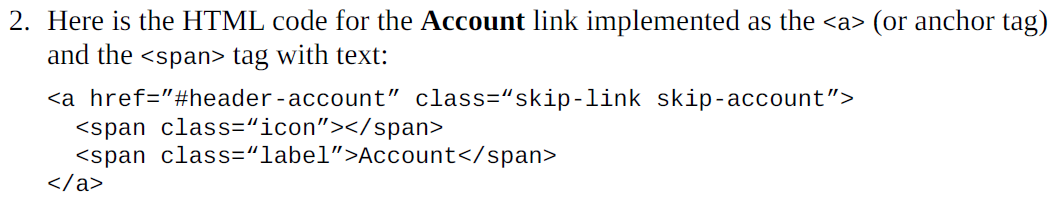 2. Here is the HTML code for the Account link implemented as the <a> (or anchor tag)
and the <span> tag with text:
<a href=”#header-account” class=“skip-link skip-account”>
<span class=“icon”></span>
<span class=“label”>Account</span>
</a>